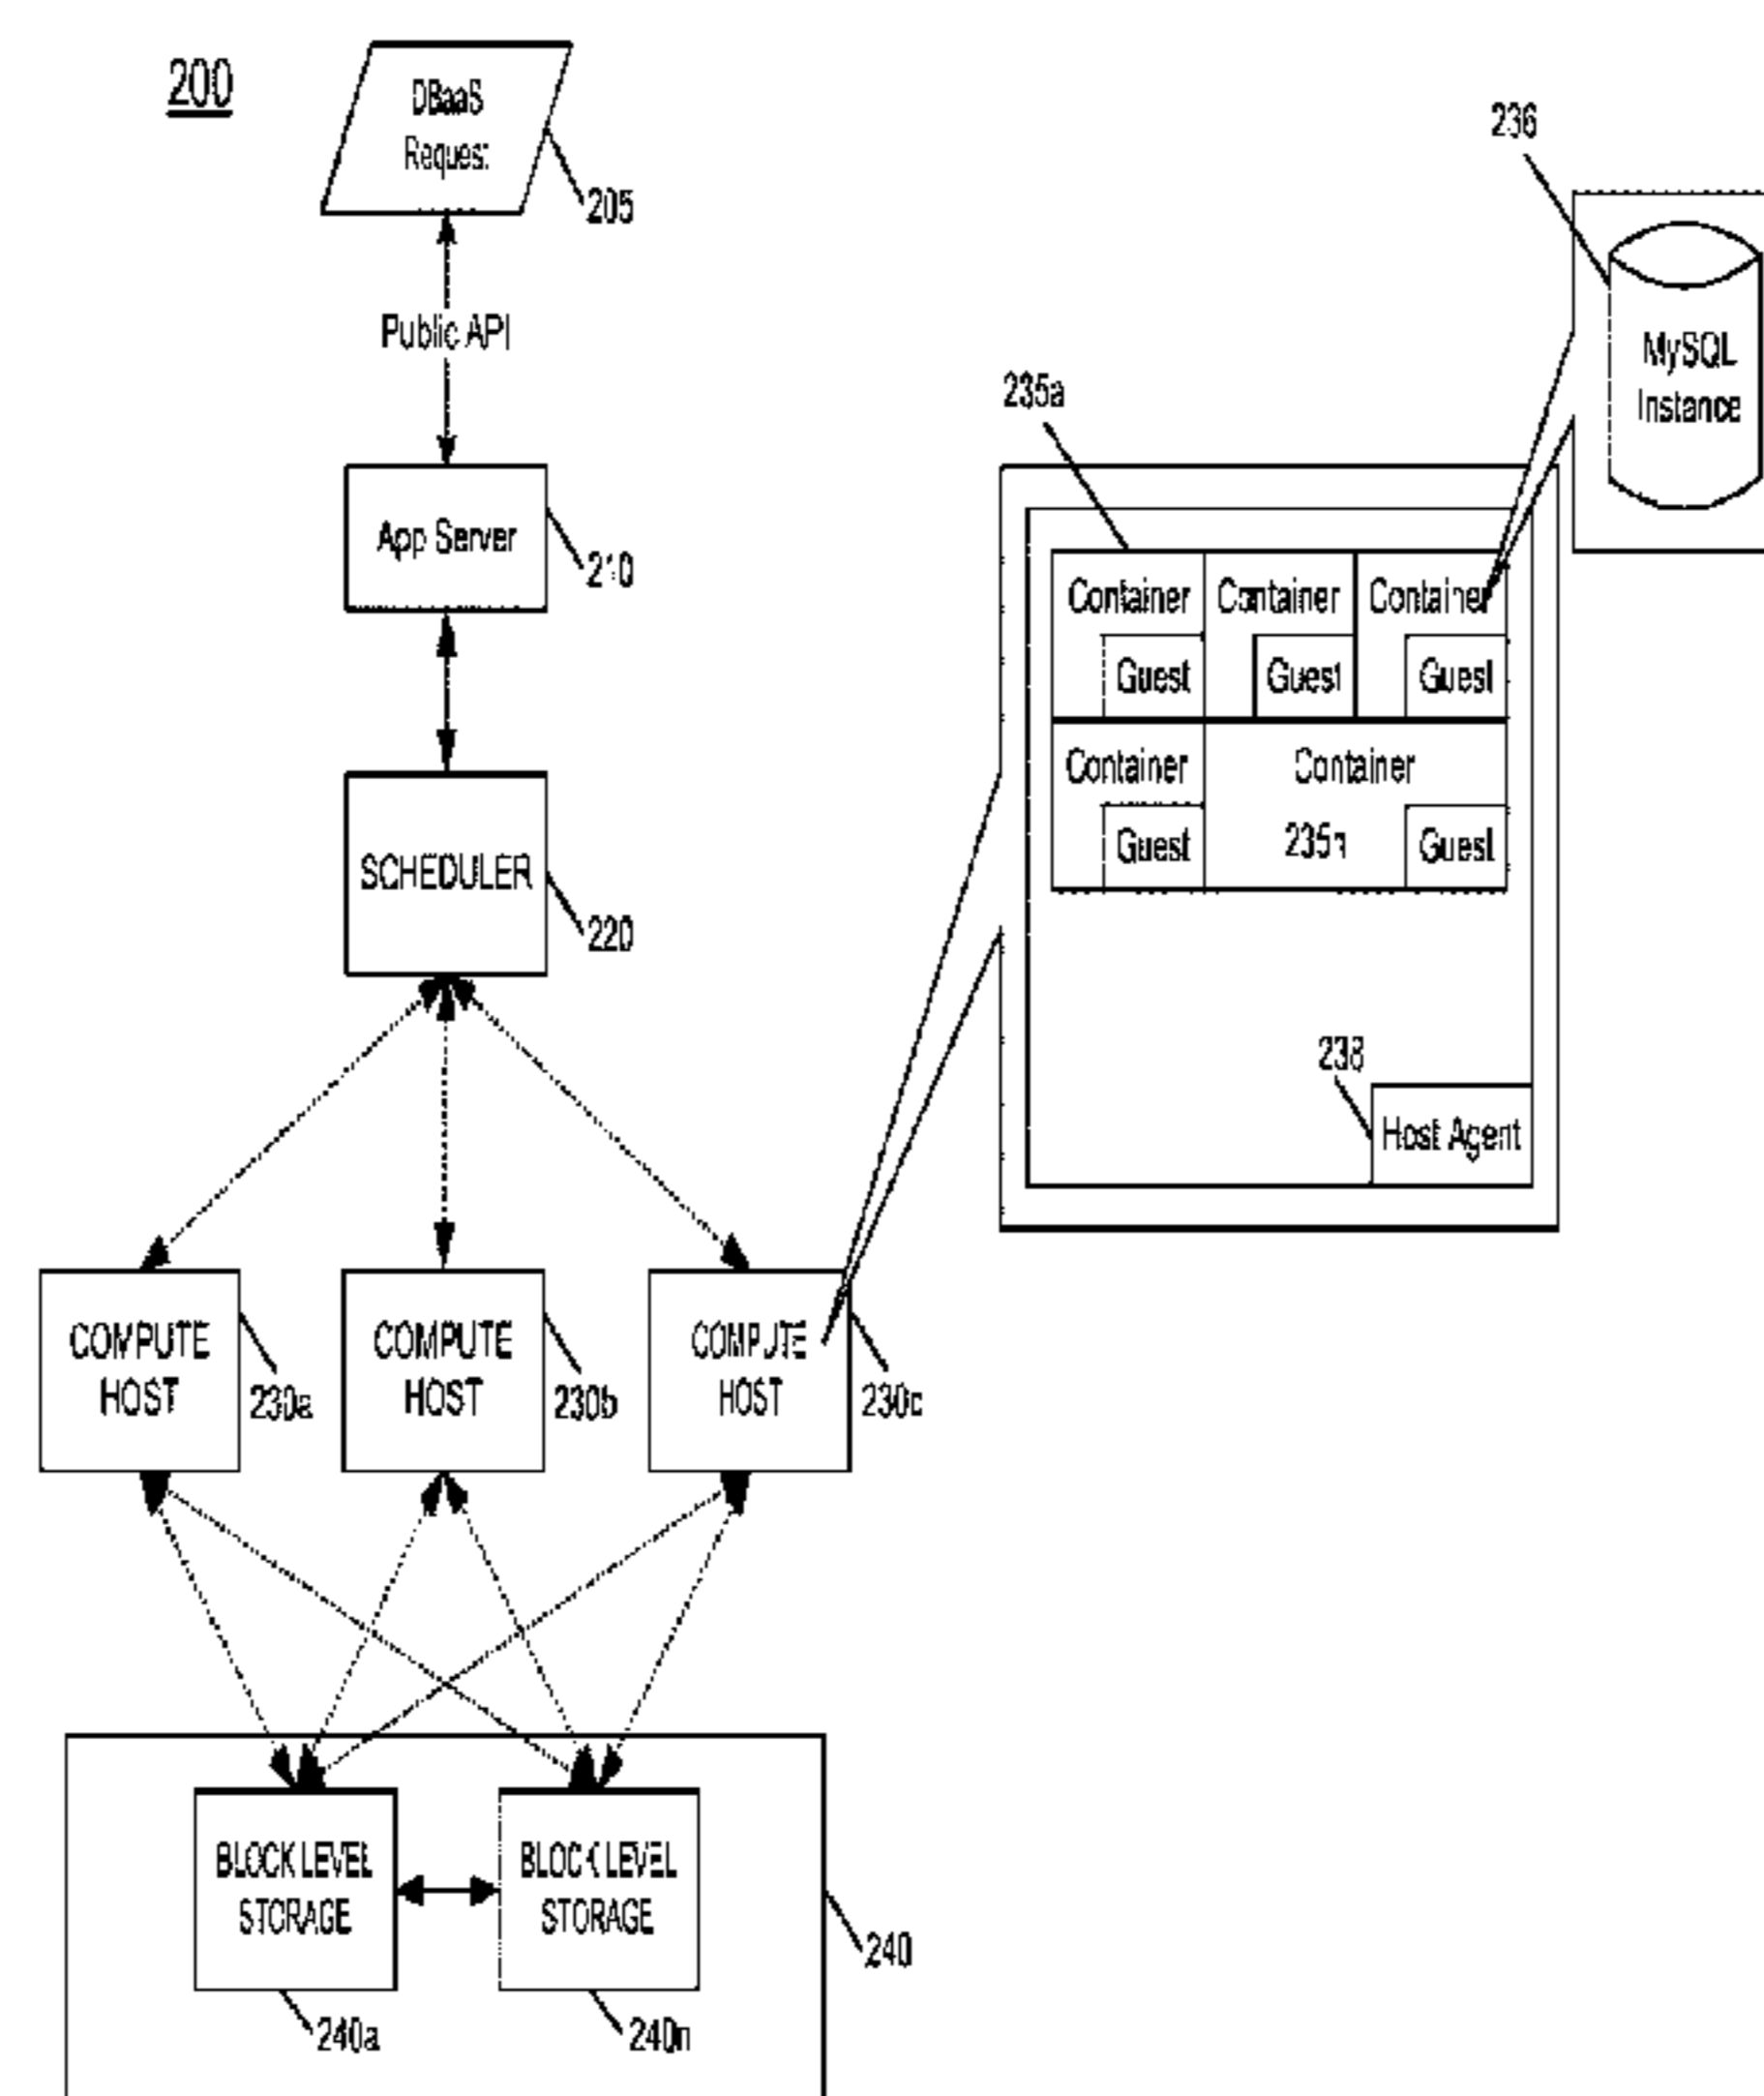 200
DBaaS
Request
205
Public API
App Server
210
SCHEDULER
220
COMPUTE
HOST
230a
COMPUTE
HOST
230b
COMPUTE
HOST
230c
BLOCK LEVEL
STORAGE
240a
BLOCK LEVEL
STORAGE
240n
240
235a
Container
Guest
Container
Guest
Container
Guest
Container
Guest
Container
235n
Guest
238
Host Agent
236
MySQL
Instance